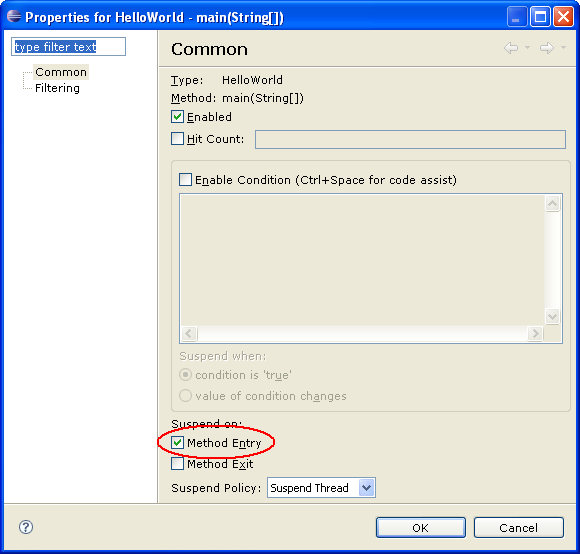 Properties for HelloWorld - main(String[])
type filter text
Common
Filtering
Common
Type: HelloWorld
Method: main(String[])
Enabled
Hit Count:
Enable Condition (Ctrl+Space for code assist)
Suspend when:
condition is 'true'
value of condition changes
Suspend on:
Method Entry
Method Exit
Suspend Policy: Suspend Thread
?
OK Cancel